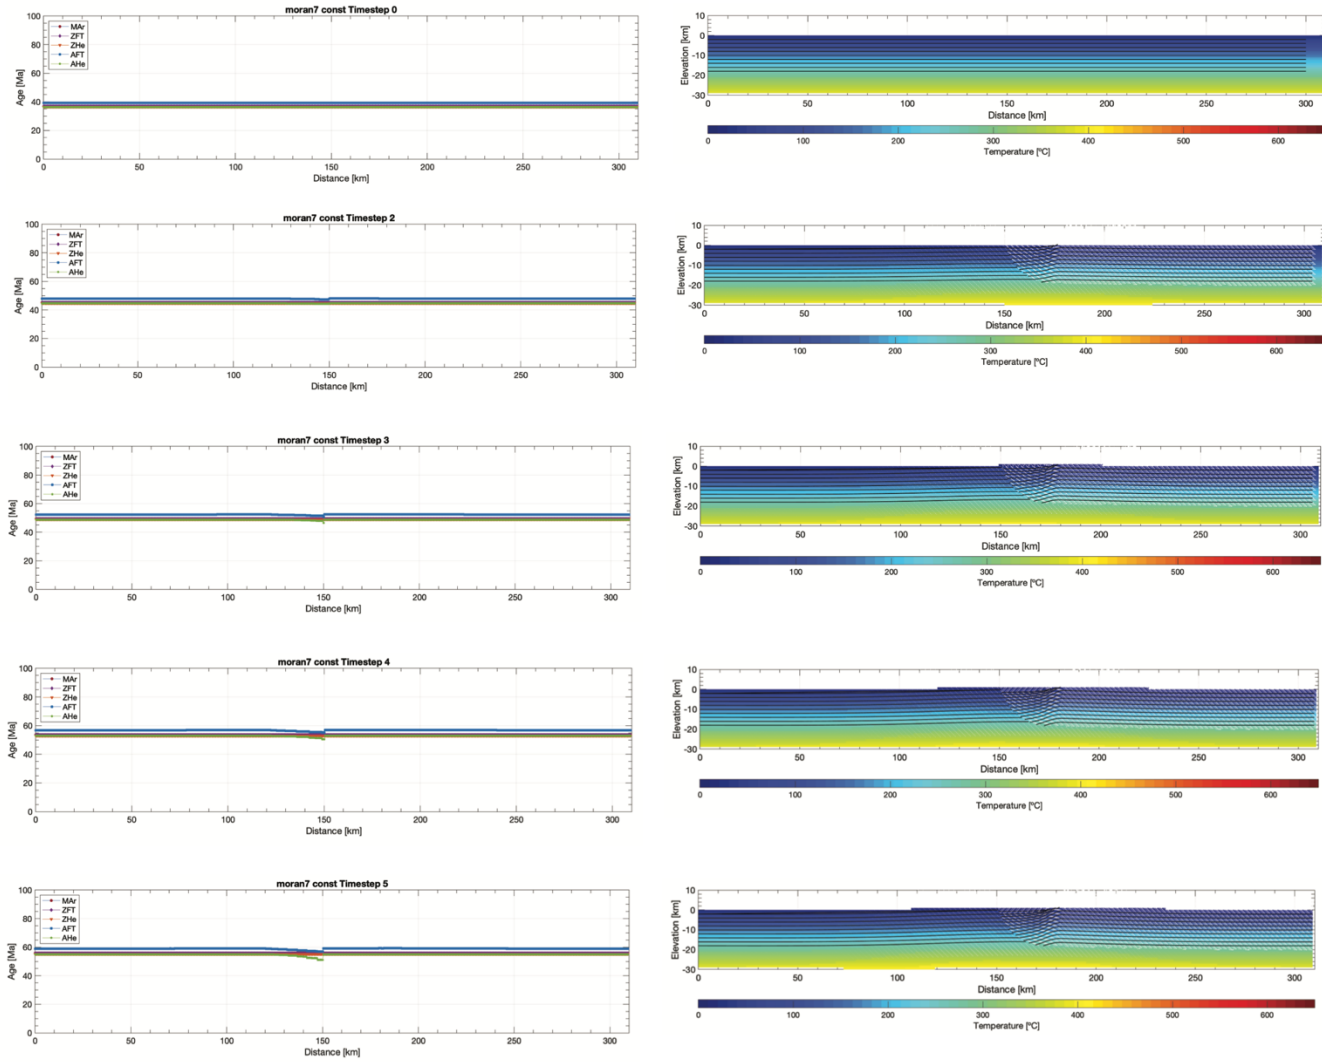 moran7 const Timestep 0
Age [Ma]
100
80
60
40
20
0
MAr
ZFT
ZHe
AFT
AHe
0 50 100 150 200 250 300
Distance [km]
Elevation [km]
10
0
-10
-20
-30
0 50 100 150 200 250 300
Distance [km]
0 100 200 300 400 500 600
Temperature [ºC]
moran7 const Timestep 2
Age [Ma]
100
80
60
40
20
0
MAr
ZFT
ZHe
AFT
AHe
0 50 100 150 200 250 300
Distance [km]
Elevation [km]
10
0
-10
-20
-30
0 50 100 150 200 250 300
Distance [km]
0 100 200 300 400 500 600
Temperature [ºC]
moran7 const Timestep 3
Age [Ma]
100
80
60
40
20
0
MAr
ZFT
ZHe
AFT
AHe
0 50 100 150 200 250 300
Distance [km]
Elevation [km]
10
0
-10
-20
-30
0 50 100 150 200 250 300
Distance [km]
0 100 200 300 400 500 600
Temperature [ºC]
moran7 const Timestep 4
Age [Ma]
100
80
60
40
20
0
MAr
ZFT
ZHe
AFT
AHe
0 50 100 150 200 250 300
Distance [km]
Elevation [km]
10
0
-10
-20
-30
0 50 100 150 200 250 300
Distance [km]
0 100 200 300 400 500 600
Temperature [ºC]
moran7 const Timestep 5
Age [Ma]
100
80
60
40
20
0
MAr
ZFT
ZHe
AFT
AHe
0 50 100 150 200 250 300
Distance [km]
Elevation [km]
10
0
-10
-20
-30
0 50 100 150 200 250 300
Distance [km]
0 100 200 300 400 500 600
Temperature [ºC]